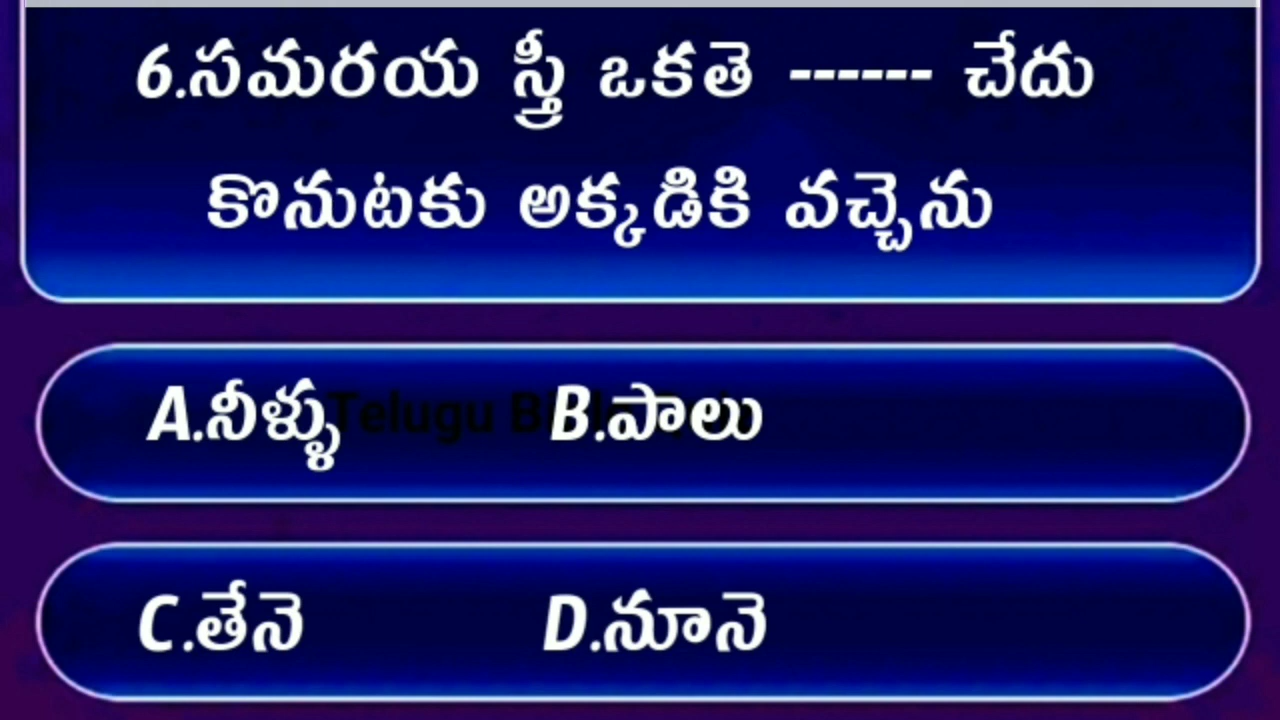 6.సమరయ స్త్రీ ఒకతె ------ చేదు
కొనుటకు అక్కడికి వచ్చెను
A.నీళ్ళు B.పాలు
C.తేనె D.నూనె